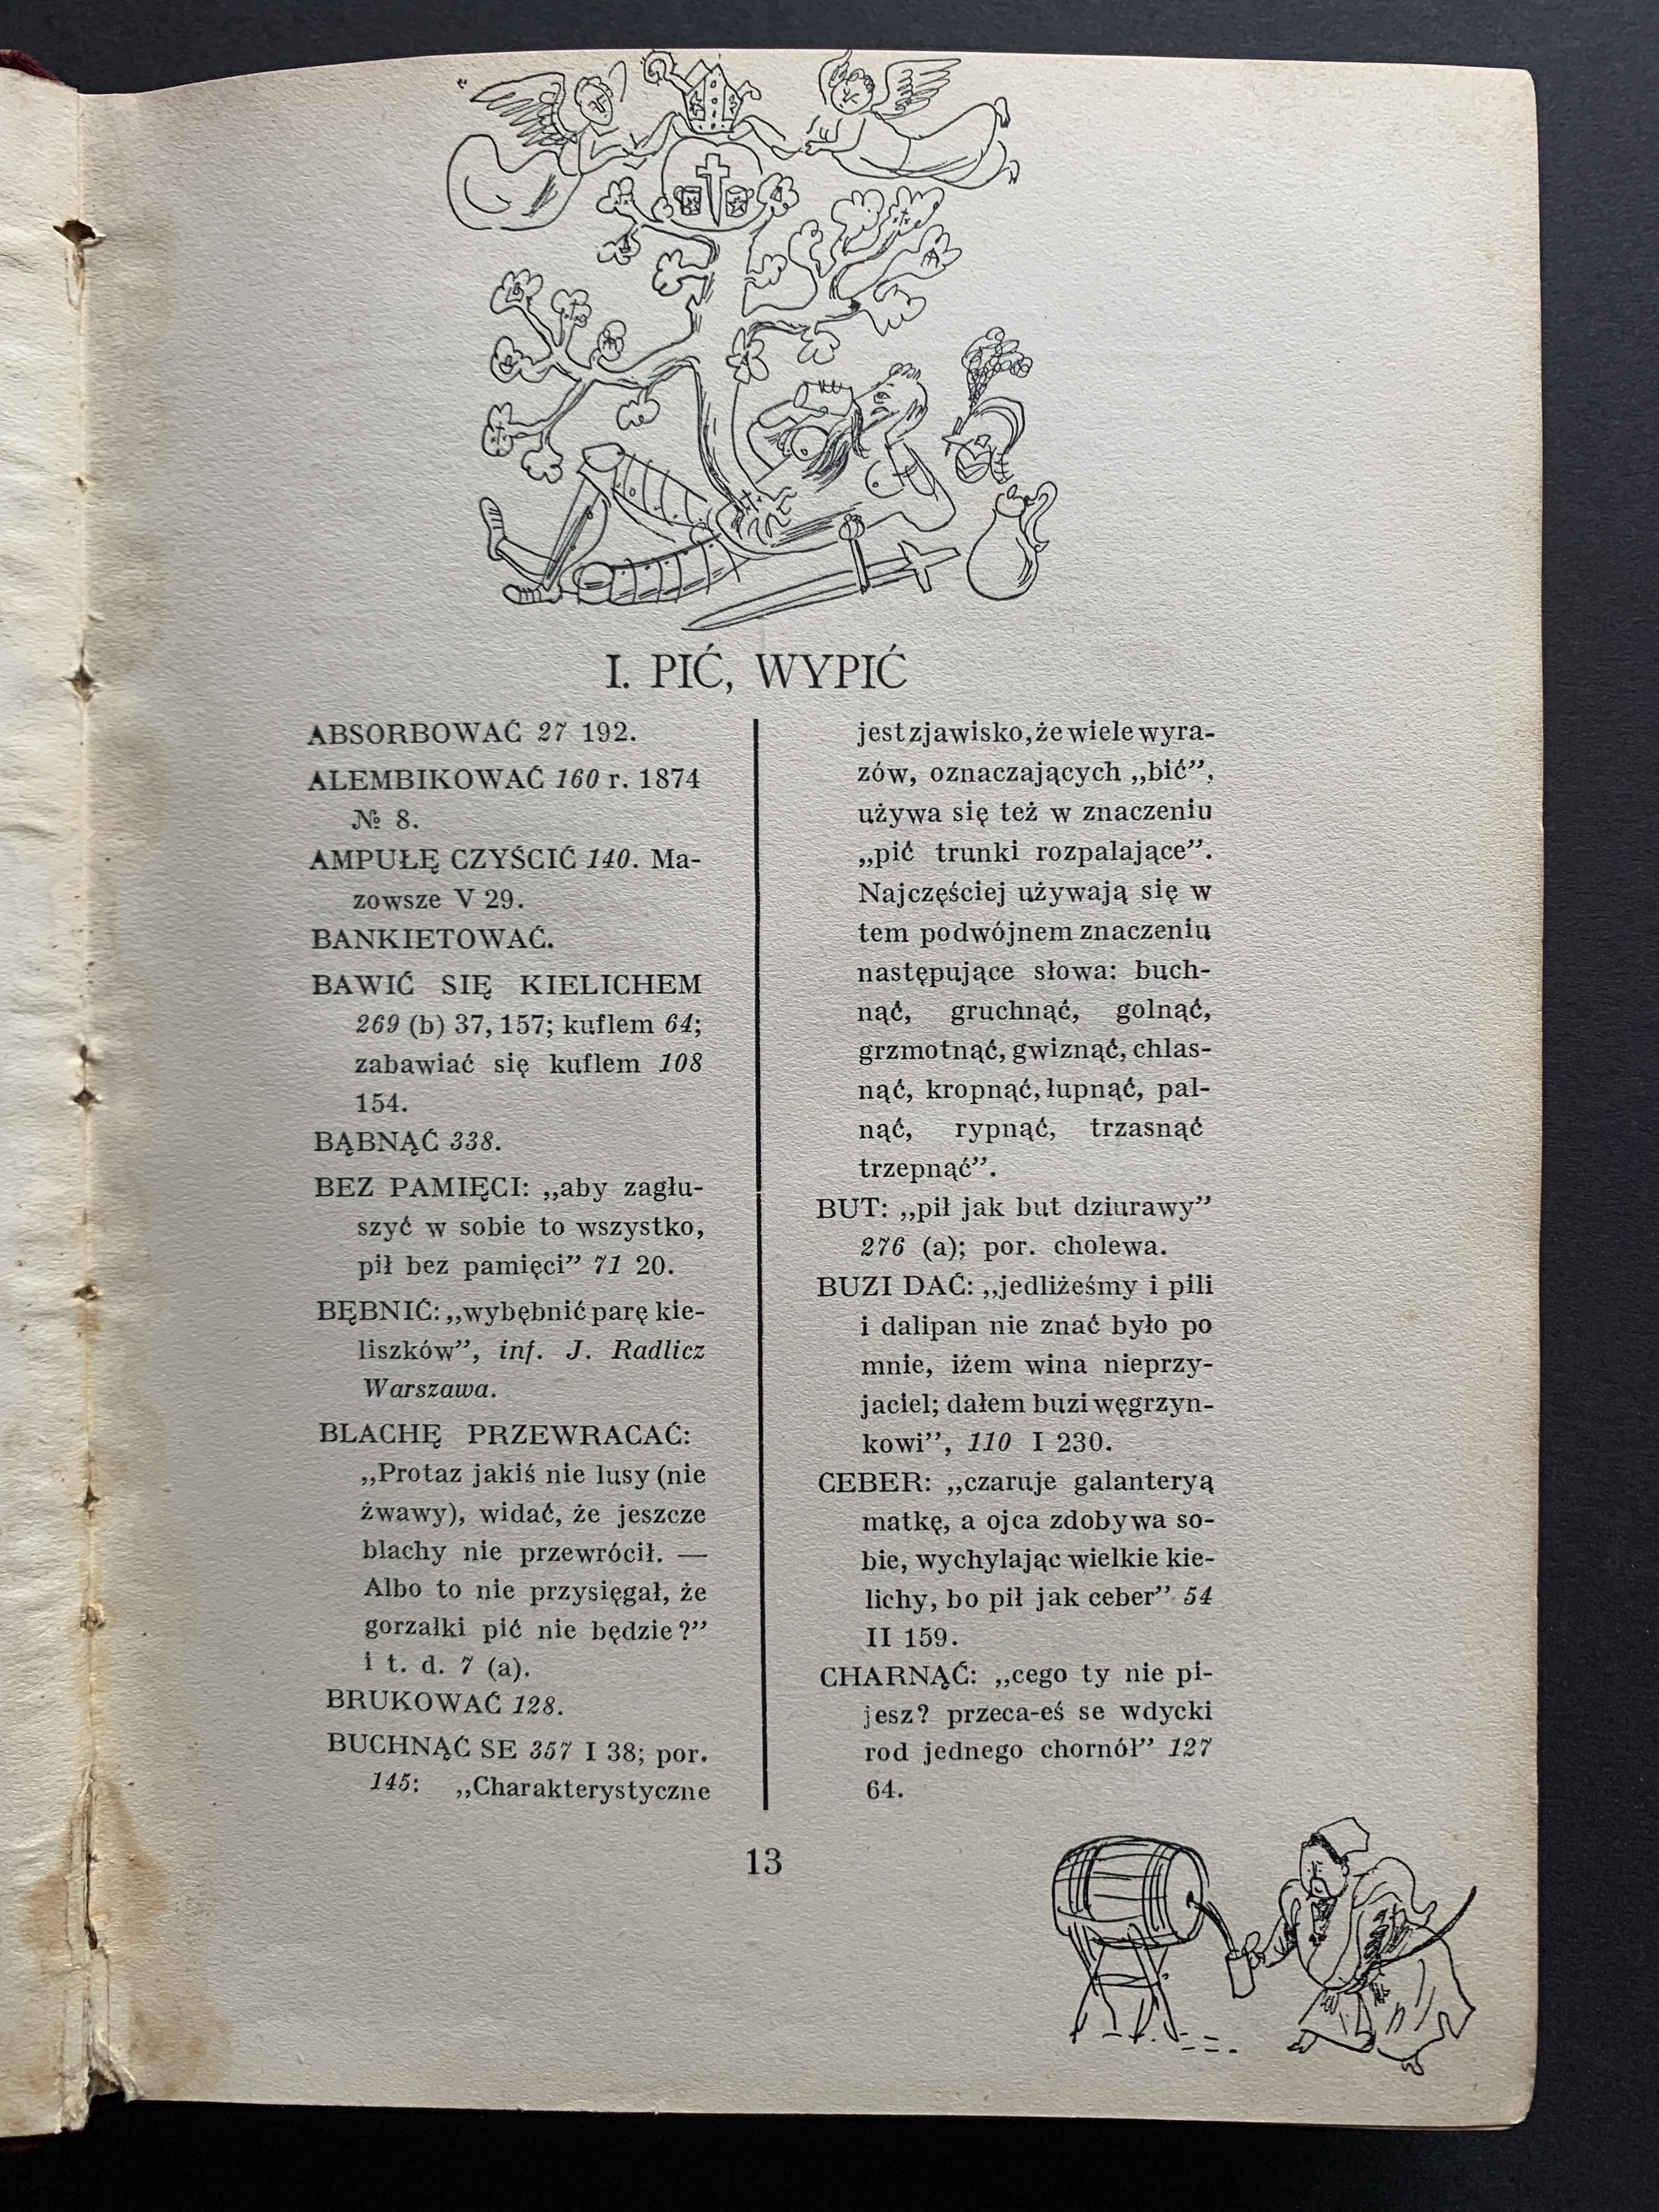 I. PIĆ, WYPIĆ
ABSORBOWAĆ 27 192.
ALEMBIKOWAĆ 160 r. 1874
№ 8.
AMPUŁĘ CZYŚCIĆ 140. Ma-
zowsze V 29.
BANKIETOWAĆ.
BAWIĆ SIĘ KIELICHEM
269 (b) 37, 157; kuflem 64;
zabawiać się kuflem 108
154.
BĄBNĄĆ 338.
BEZ PAMIĘCI: „aby zagłu-
szyć w sobie to wszystko,
pił bez pamięci” 71 20.
BĘBNIĆ: „wybębnić parę kie-
liszków”, inf. J. Radlicz
Warszawa.
BLACHĘ PRZEWRACAĆ:
„Protaz jakiś nie lusy (nie
żwawy), widać, że jeszcze
blachy nie przewrócił. —
Albo to nie przysięgał, że
gorzałki pić nie będzie?”
i t. d. 7 (a).
BRUKOWAĆ 128.
BUCHNĄĆ SE 357 I 38; por.
145: „Charakterystyczne
jest zjawisko, że wiele wyra-
zów, oznaczających „bić”,
używa się też w znaczeniu
„pić trunki rozpalające”.
Najczęściej używają się w
tem podwójnem znaczeniu
następujące słowa: buch-
nąć, gruchnąć, golnąć,
grzmotnąć, gwiznąć, chlas-
nąć, kropnąć, łupnąć, pal-
nąć, rypnąć, trzasnąć
trzepnąć”.
BUT: „pił jak but dziurawy”
276 (a); por. cholewa.
BUZI DAĆ: „jedliżeśmy i pili
i dalipan nie znać było po
mnie, iżem wina nieprzy-
jaciel; dałem buzi węgrzyn-
kowi”, 110 I 230.
CEBER: „czaruje galanteryą
matkę, a ojca zdobywa so-
bie, wychylając wielkie kie-
lichy, bo pił jak ceber” 54
II 159.
CHARNĄĆ: „cego ty nie pi-
jesz? przeca-eś se wdycki
rod jednego chornół” 127
64.
13